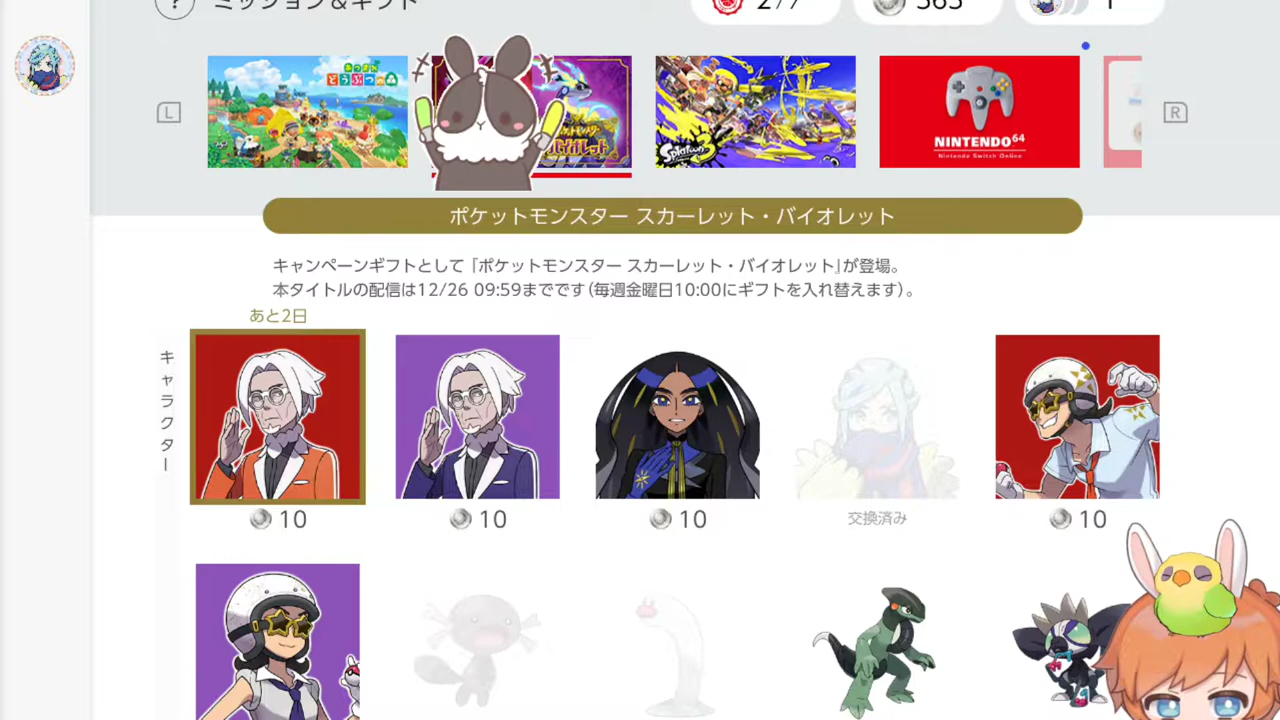 ?
ミッション&ギフト
2/7
363
1
L
あつまれ どうぶつの森
Splatoon 3
NINTENDO 64
Nintendo Switch Online
R
ポケットモンスター スカーレット・バイオレット
キャンペーンギフトとして『ポケットモンスター スカーレット・バイオレット』が登場。
本タイトルの配信は12/26 09:59までです(毎週金曜日10:00にギフトを入れ替えます)。
あと2日
キャラクター
10
10
10
交換済み
10